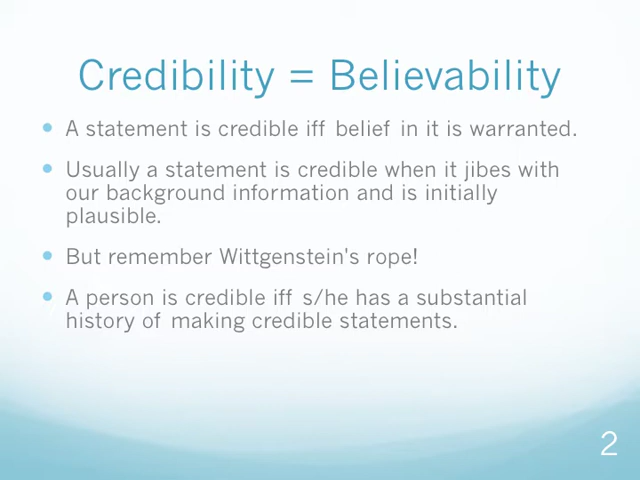 Credibility = Believability
• A statement is credible iff belief in it is warranted.
• Usually a statement is credible when it jibes with
our background information and is initially
plausible.
• But remember Wittgenstein's rope!
• A person is credible iff s/he has a substantial
history of making credible statements.
2